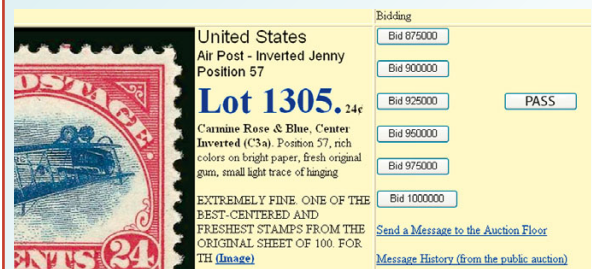 Bidding
United States
Air Post - Inverted Jenny
Position 57
Lot 1305. 24¢
Carmine Rose & Blue, Center
Inverted (C3a). Position 57, rich
colors on bright paper, fresh original
gum, small light trace of hinging
EXTREMELY FINE. ONE OF THE
BEST-CENTERED AND
FRESHEST STAMPS FROM THE
ORIGINAL SHEET OF 100. FOR
TH (Image)
Bid 875000
Bid 900000
Bid 925000
PASS
Bid 950000
Bid 975000
Bid 1000000
Send a Message to the Auction Floor
Message History (from the public auction)
OSTAGE
ENTS 24